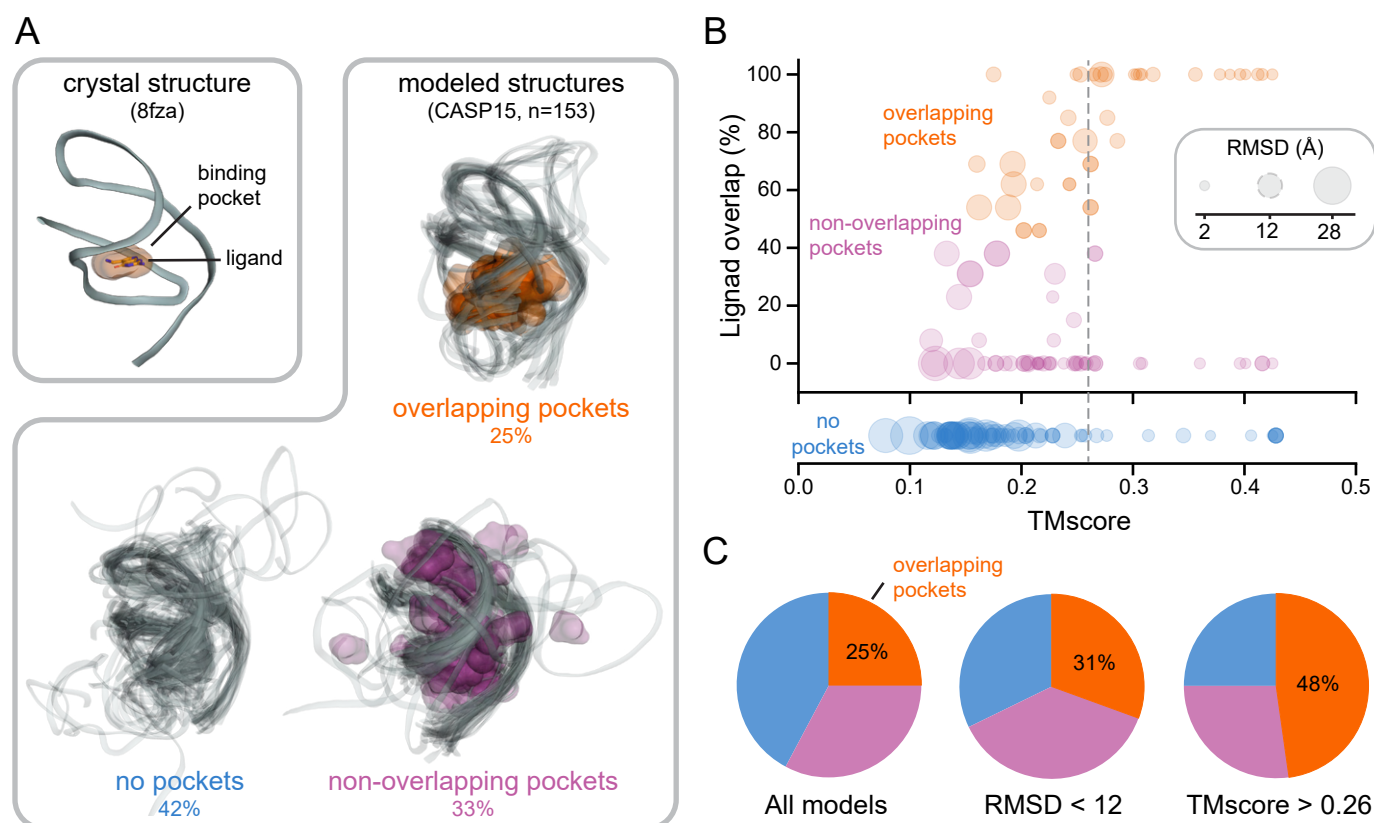 A
crystal structure
(8fza)
binding
pocket
ligand
modeled structures
(CASP15, n=153)
overlapping pockets
25%
no pockets
42%
non-overlapping pockets
33%
B
Lignad overlap (%)
100
80
60
40
20
0
overlapping
pockets
non-overlapping
pockets
no
pockets
RMSD (Å)
2 12 28
0.0 0.1 0.2 0.3 0.4 0.5
TMscore
C
overlapping
pockets
25%
31%
48%
All models
RMSD < 12
TMscore > 0.26